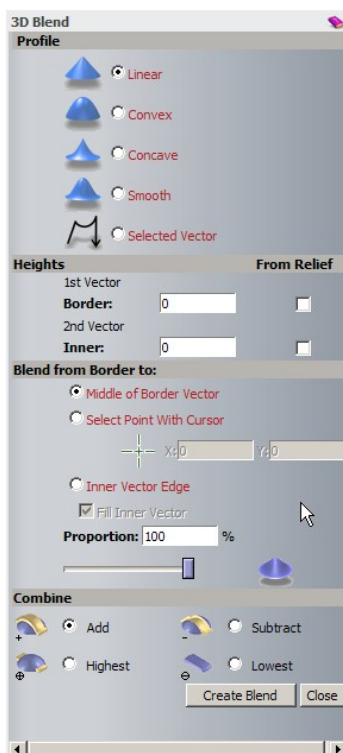 3D Blend
Profile
Linear
Convex
Concave
Smooth
Selected Vector
Heights From Relief
1st Vector
Border: 0
2nd Vector
Inner: 0
Blend from Border to:
Middle of Border Vector
Select Point With Cursor
X: 0 Y: 0
Inner Vector Edge
Fill Inner Vector
Proportion: 100 %
Combine
Add Subtract
Highest Lowest
Create Blend Close